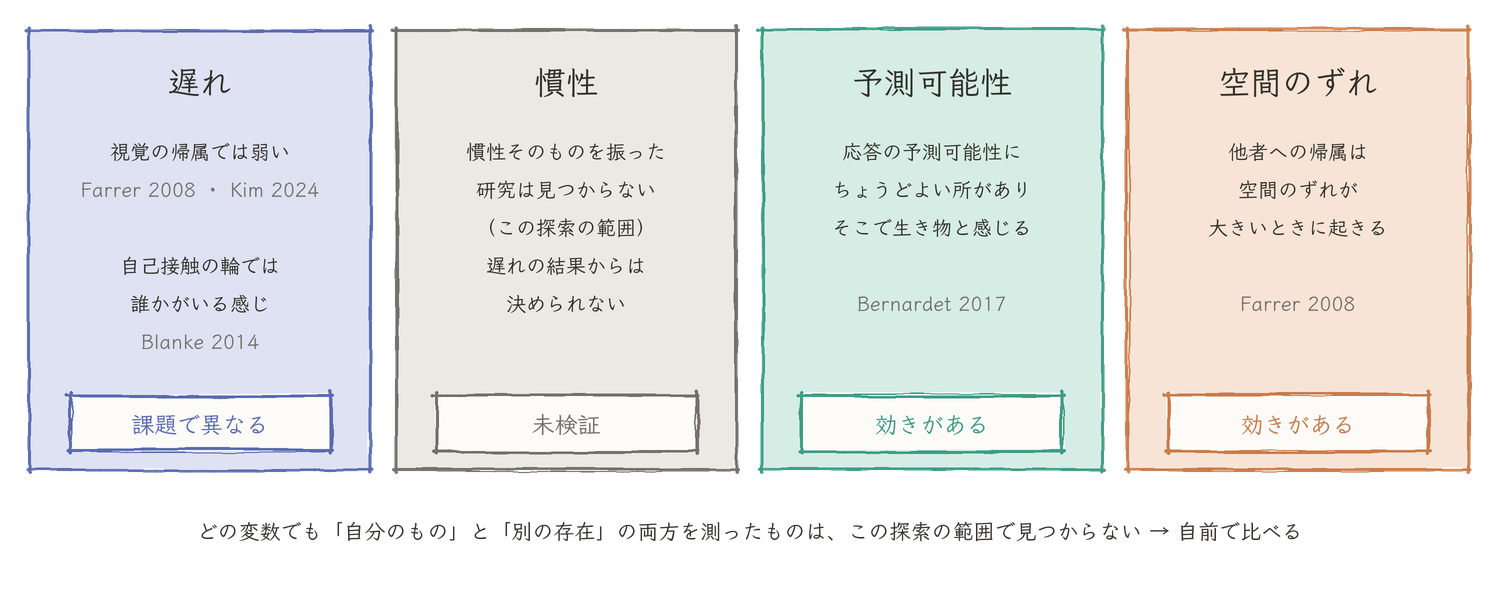 遅れ
視覚の帰属では弱い
Farrer 2008 ・ Kim 2024
自己接触の輪では
誰かがいる感じ
Blanke 2014
課題で異なる
慣性
慣性そのものを振った
研究は見つからない
（この探索の範囲）
遅れの結果からは
決められない
未検証
予測可能性
応答の予測可能性に
ちょうどよい所があり
そこで生き物と感じる
Bernardet 2017
効きがある
空間のずれ
他者への帰属は
空間のずれが
大きいときに起きる
Farrer 2008
効きがある
どの変数でも「自分のもの」と「別の存在」の両方を測ったものは、この探索の範囲で見つからない → 自前で比べる